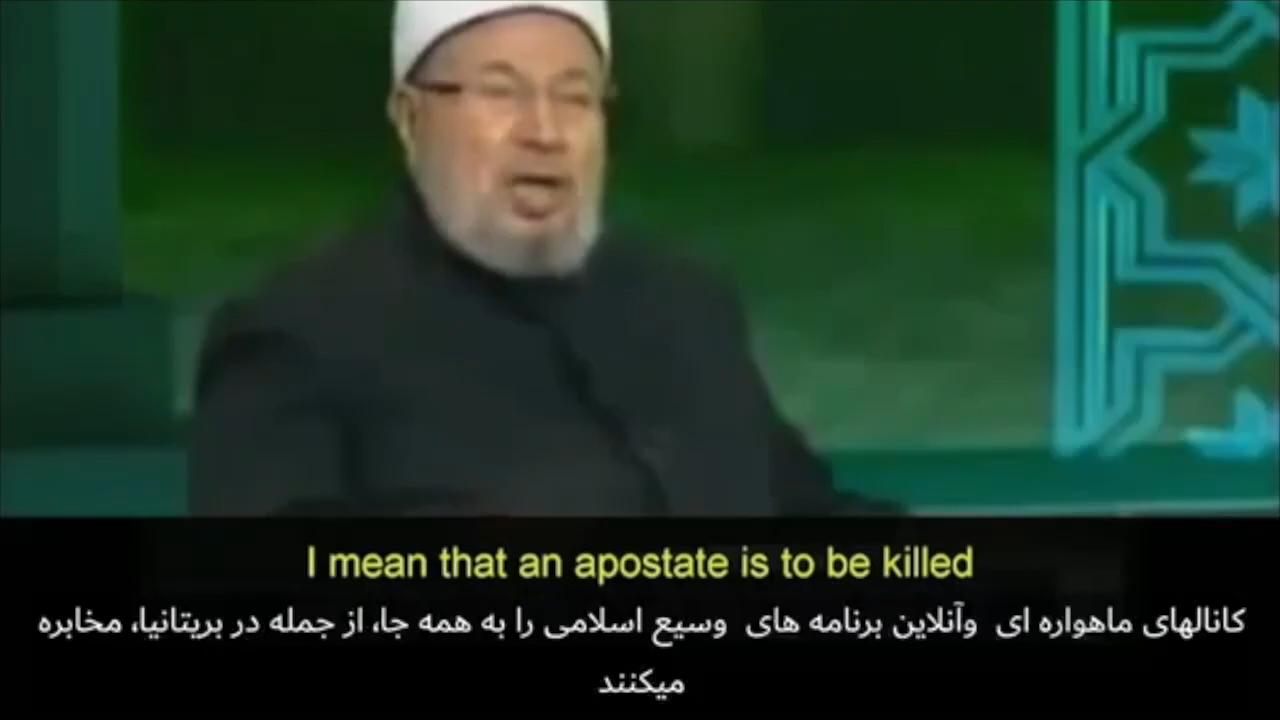 I mean that an apostate is to be killed
کانالهای ماهواره ای  وآنلاین برنامه های  وسیع اسلامی را به همه جا، از جمله در بریتانیا، مخابره
میکنند